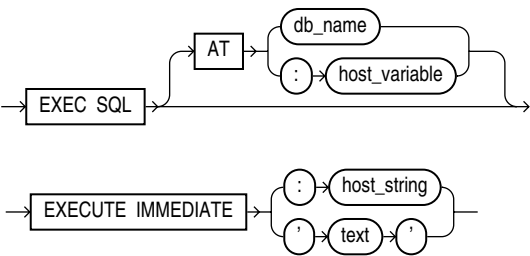 db_name
AT
: host_variable
EXEC SQL
: host_string
EXECUTE IMMEDIATE
' text '